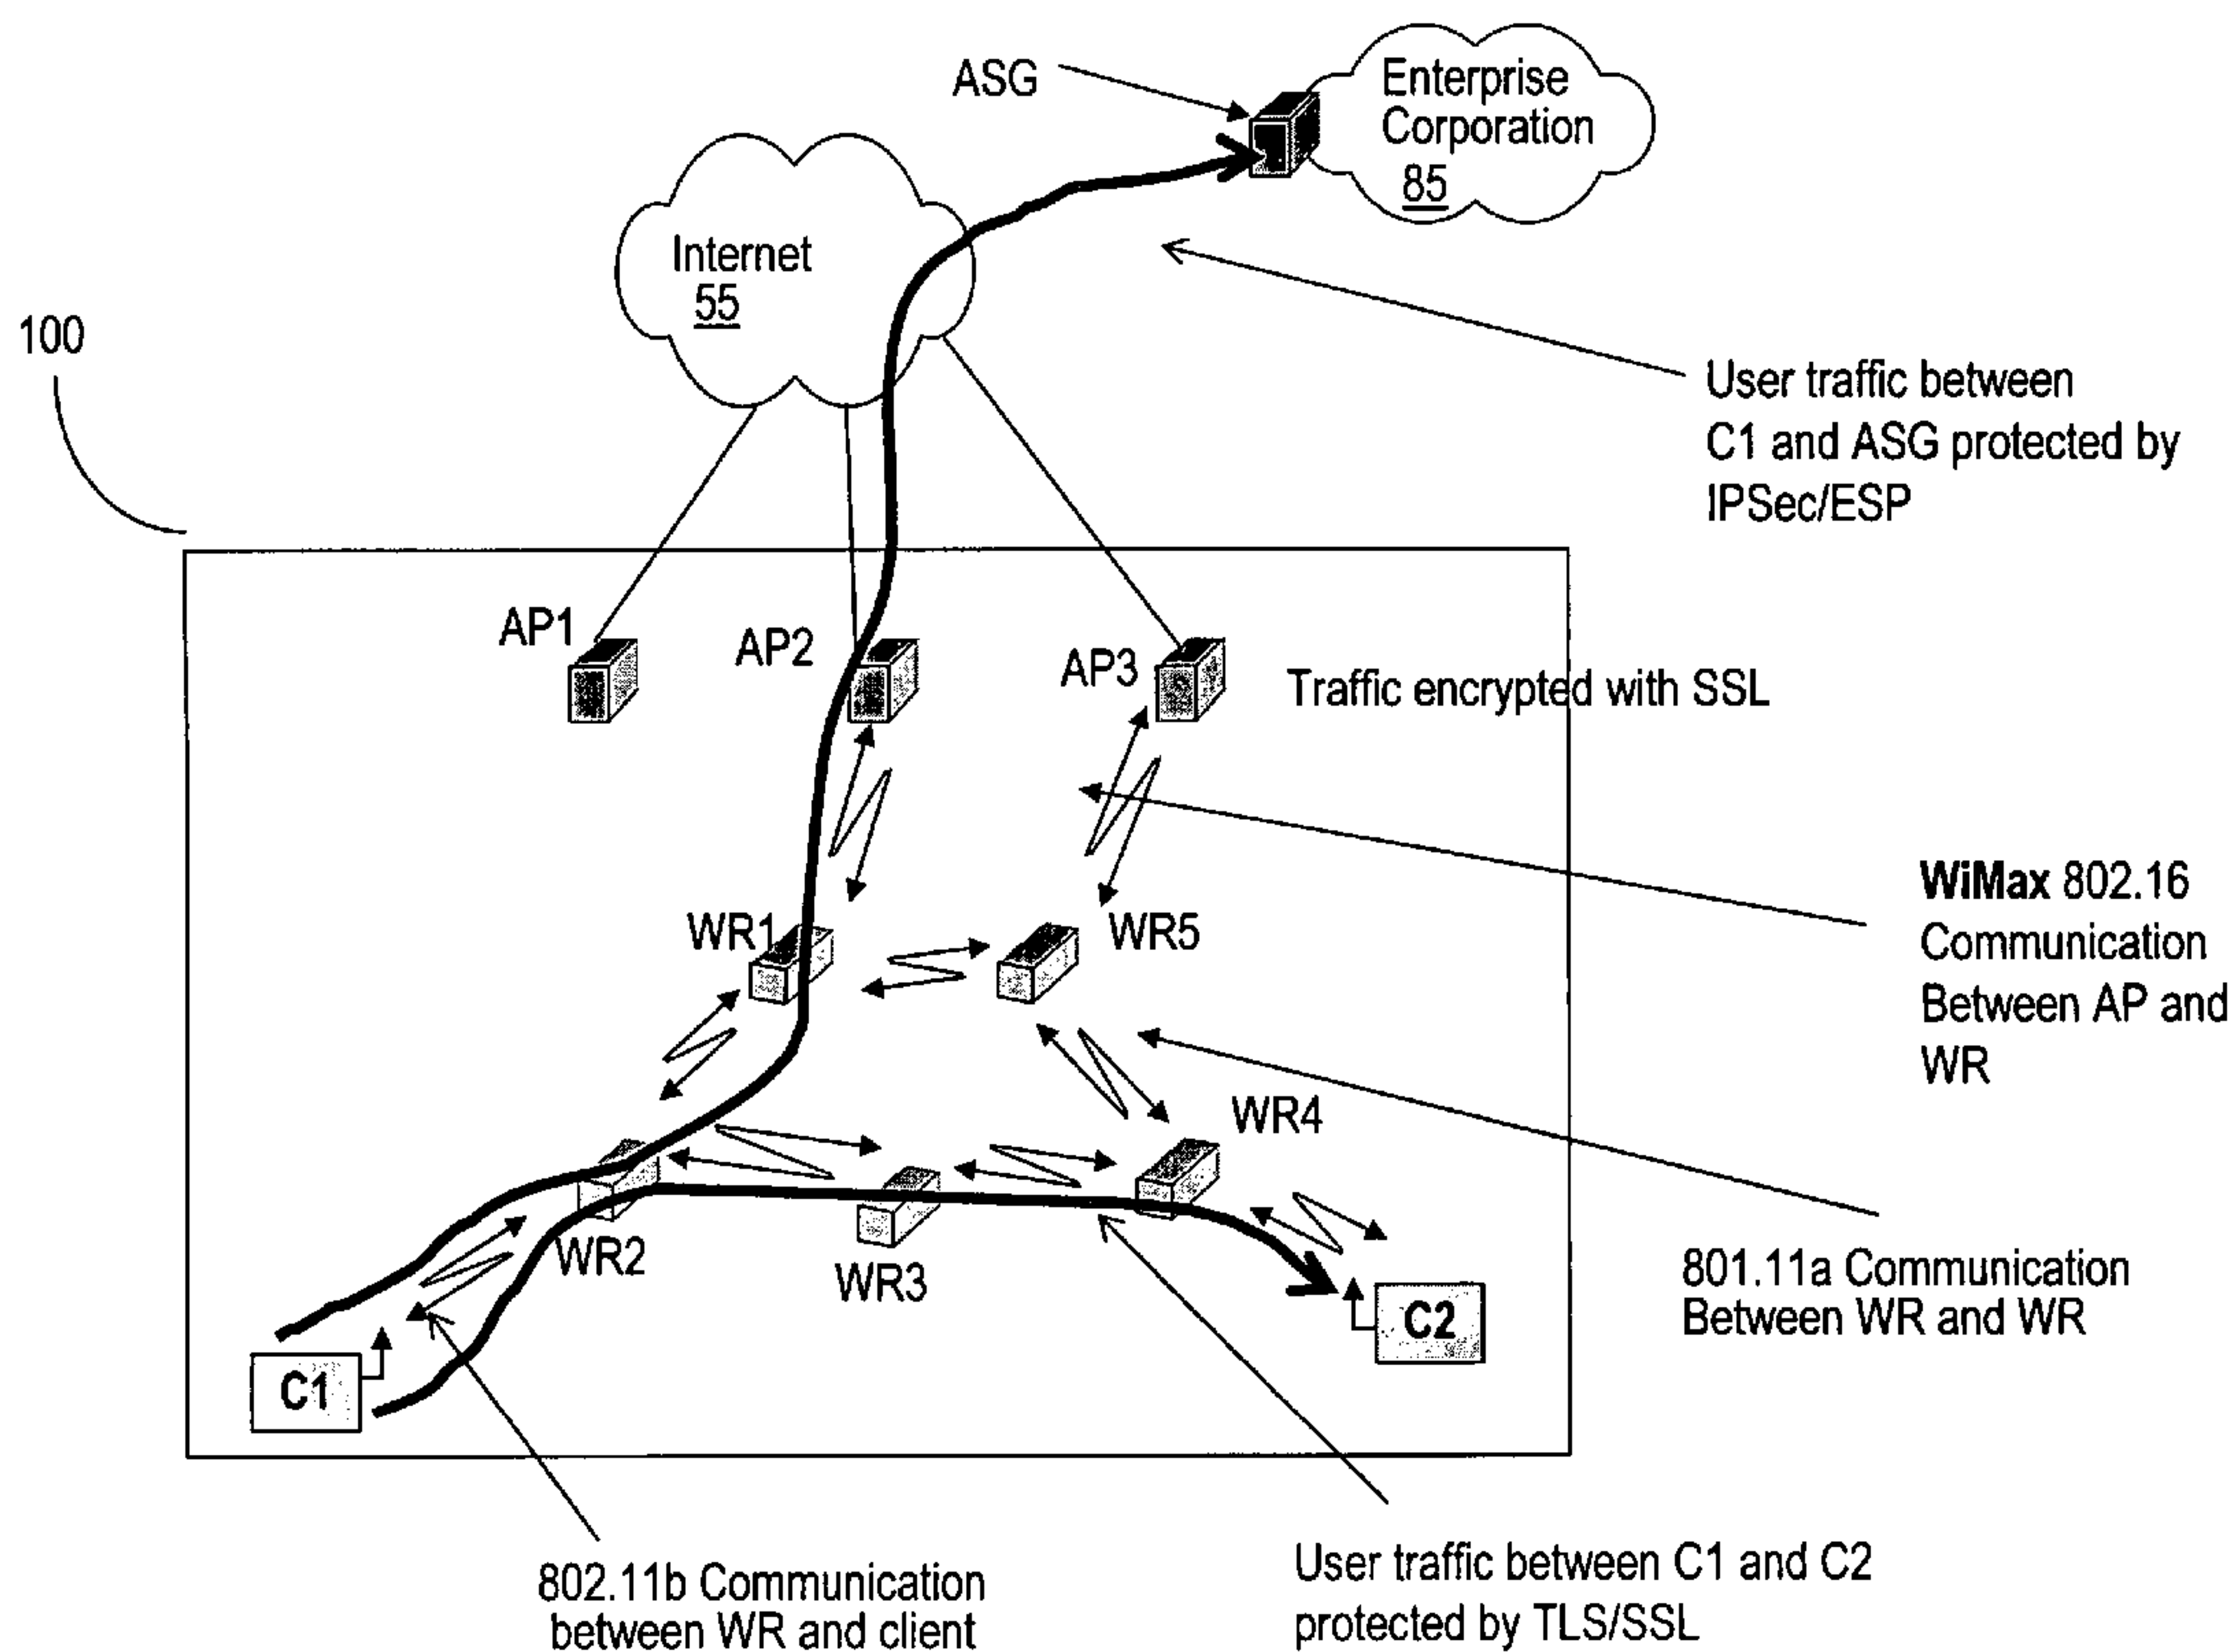 ASG
Enterprise
Corporation
85
Internet
55
100
User traffic between
C1 and ASG protected by
IPSec/ESP
AP1
AP2
AP3
Traffic encrypted with SSL
WiMax 802.16
Communication
Between AP and
WR
WR1
WR5
WR4
WR2
WR3
801.11a Communication
Between WR and WR
C1
C2
802.11b Communication
between WR and client
User traffic between C1 and C2
protected by TLS/SSL